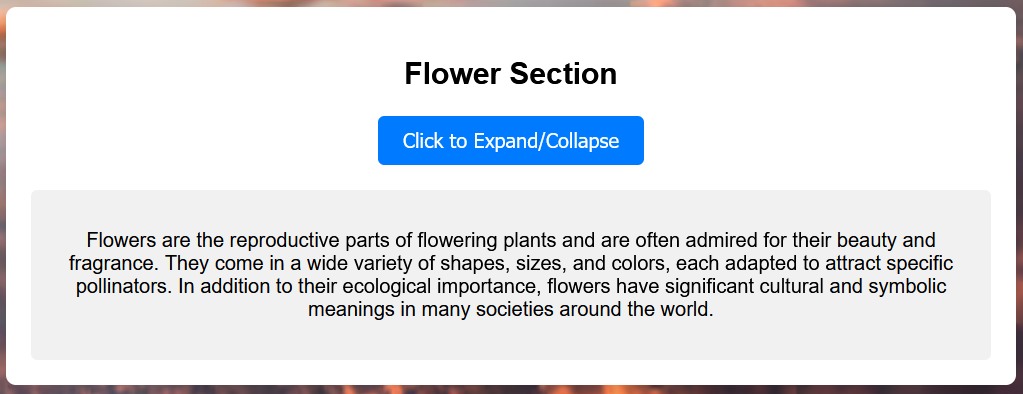 Flower Section
Click to Expand/Collapse
Flowers are the reproductive parts of flowering plants and are often admired for their beauty and
fragrance. They come in a wide variety of shapes, sizes, and colors, each adapted to attract specific
pollinators. In addition to their ecological importance, flowers have significant cultural and symbolic
meanings in many societies around the world.